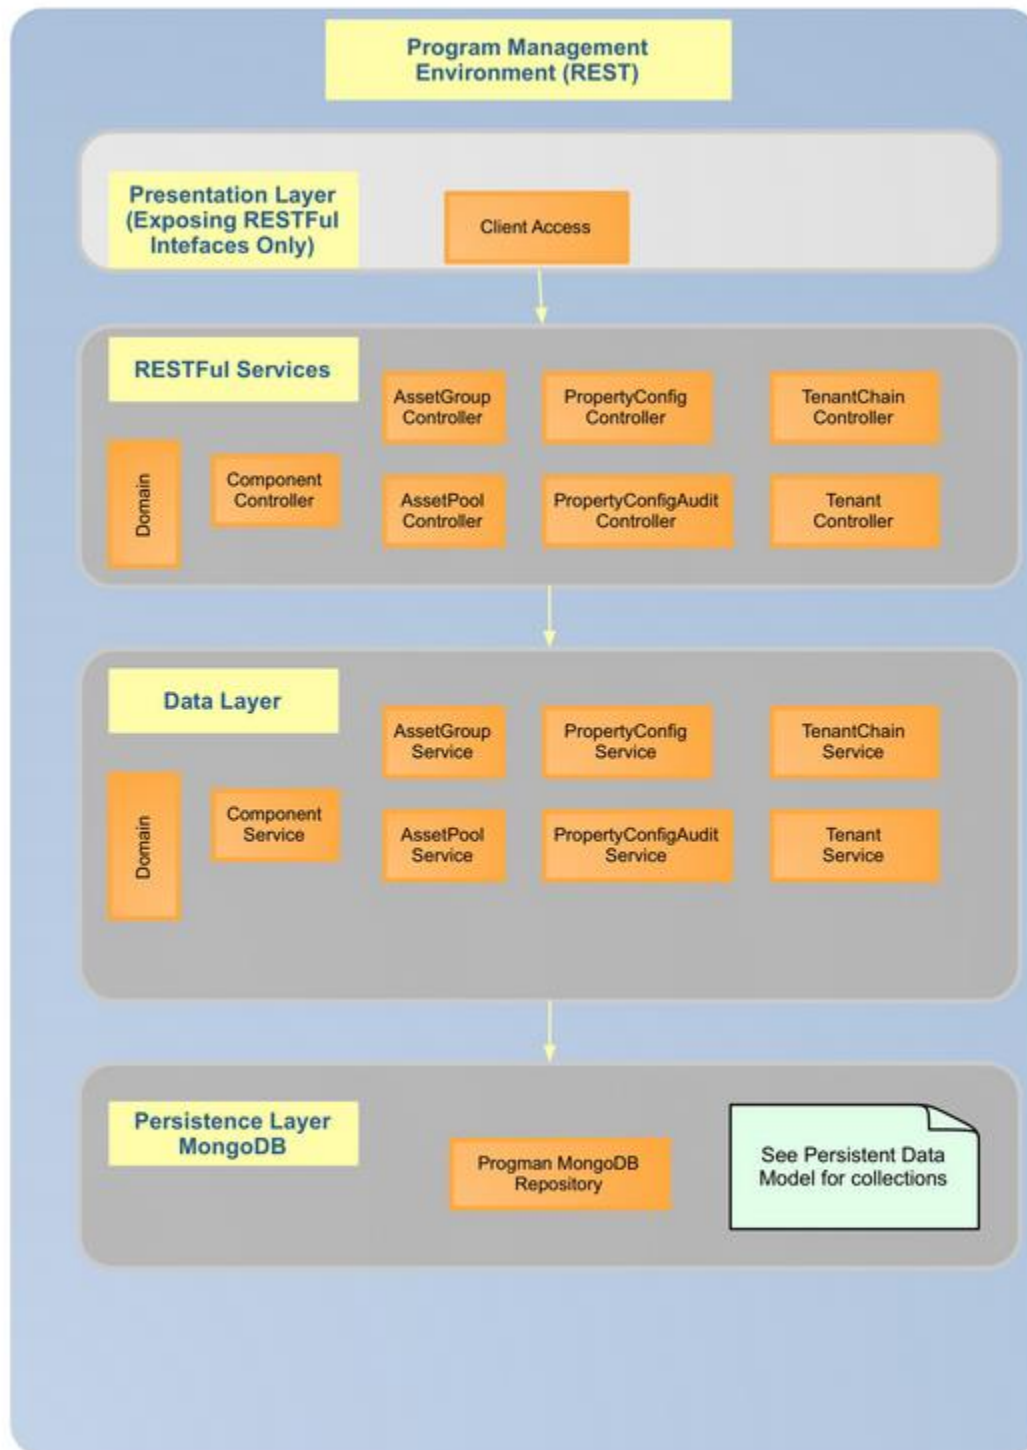 Program Management
Environment (REST)
Presentation Layer
(Exposing RESTFul
Intefaces Only)
Client Access
RESTFul Services
AssetGroup
Controller
PropertyConfig
Controller
TenantChain
Controller
Domain
Component
Controller
AssetPool
Controller
PropertyConfigAudit
Controller
Tenant
Controller
Data Layer
AssetGroup
Service
PropertyConfig
Service
TenantChain
Service
Domain
Component
Service
AssetPool
Service
PropertyConfigAudit
Service
Tenant
Service
Persistence Layer
MongoDB
Progman MongoDB
Repository
See Persistent Data
Model for collections